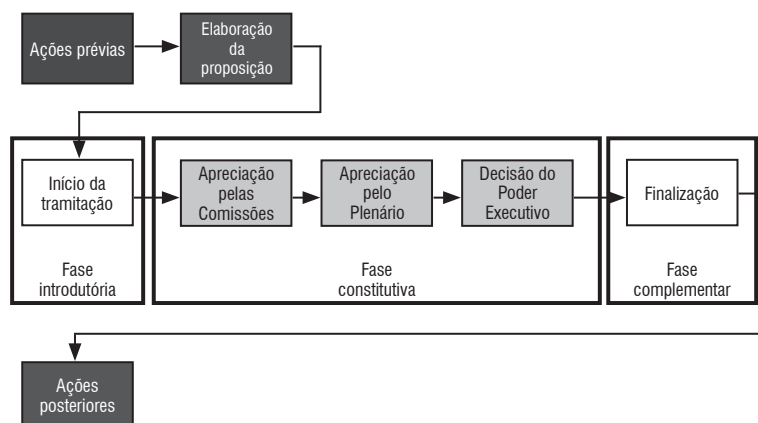 Ações prévias
Elaboração
da
proposição
Início da
tramitação
Fase
introdutória
Apreciação
pelas
Comissões
Apreciação
pelo
Plenário
Decisão do
Poder
Executivo
Fase
constitutiva
Finalização
Fase
complementar
Ações
posteriores